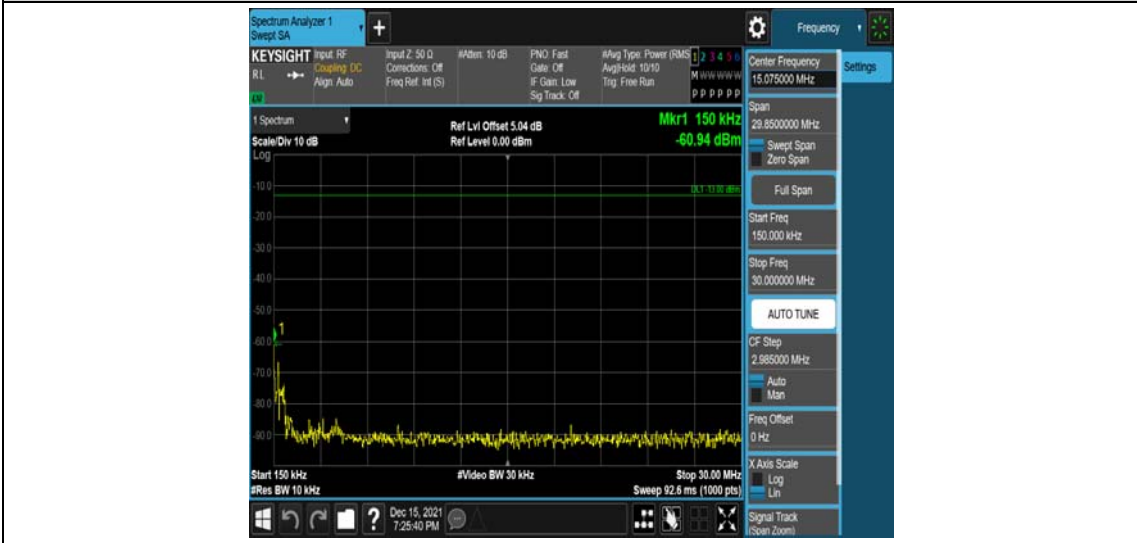 Spectrum Analyzer 1
Swept SA
+
Frequency
KEYSIGHT
RL
Input: RF
Coupling: DC
Align: Auto
Input Z: 50 Ω
Corrections: Off
Freq Ref: Int (S)
#Atten: 10 dB
PNO: Fast
Gate: Off
IF Gain: Low
Sig Track: Off
#Avg Type: Power (RMS
Avg|Hold: 10/10
Trig: Free Run
1 2 3 4 5 6
M W W W W W
P P P P P P
1 Spectrum
Scale/Div 10 dB
Log
Ref Lvl Offset 5.04 dB
Ref Level 0.00 dBm
Mkr1 150 kHz
-60.94 dBm
DL1 -13.00 dBm
-10.0
-20.0
-30.0
-40.0
-50.0
-60.0
-70.0
-80.0
-90.0
1
Start 150 kHz
#Res BW 10 kHz
#Video BW 30 kHz
Stop 30.00 MHz
Sweep 92.6 ms (1000 pts)
?
Dec 15, 2021
7:25:40 PM
Center Frequency
15.075000 MHz
Settings
Span
29.8500000 MHz
Swept Span
Zero Span
Full Span
Start Freq
150.000 kHz
Stop Freq
30.000000 MHz
AUTO TUNE
CF Step
2.985000 MHz
Auto
Man
Freq Offset
0 Hz
X Axis Scale
Log
Lin
Signal Track
(Span Zoom)